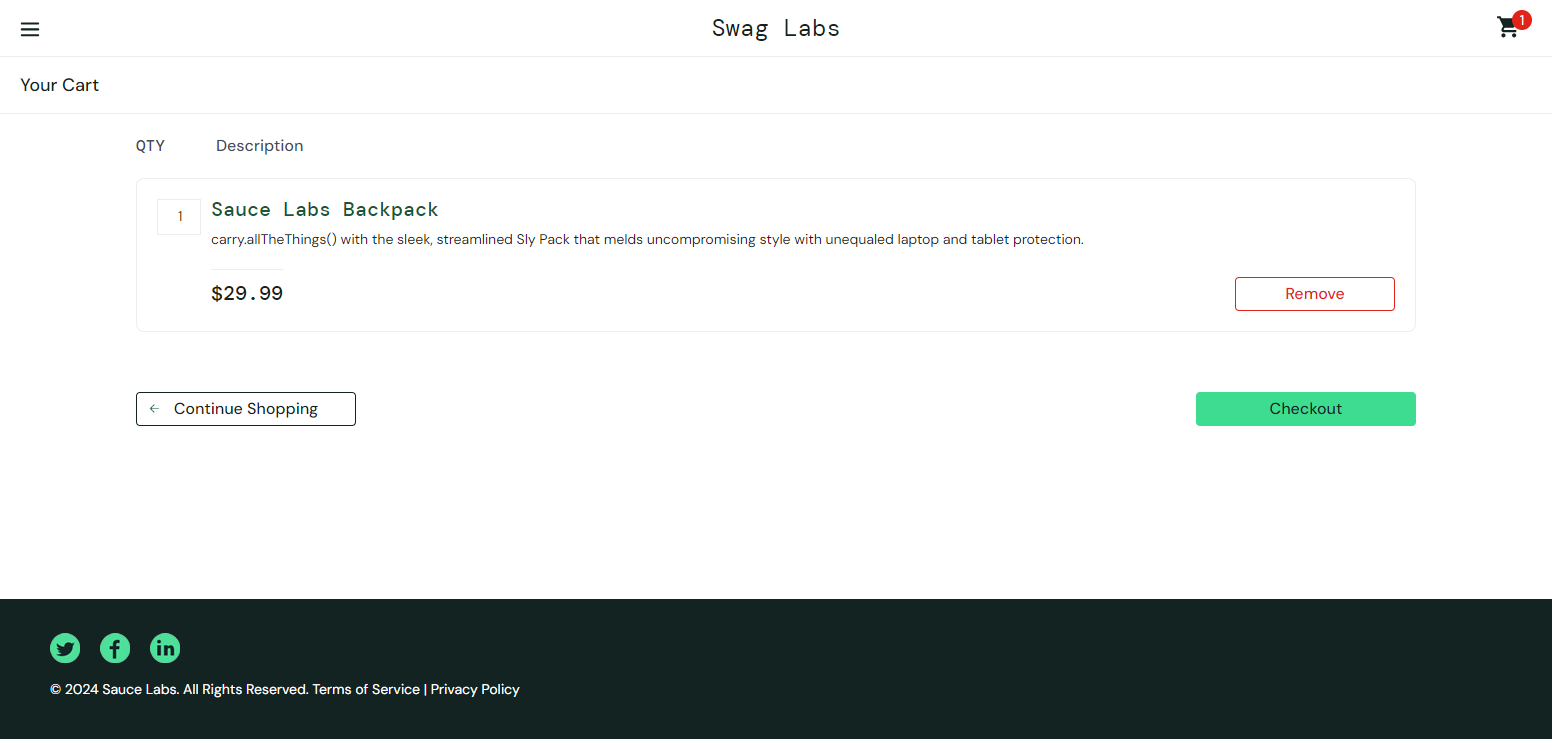 Swag Labs
1
Your Cart
QTY Description
1
Sauce Labs Backpack
carry.allTheThings() with the sleek, streamlined Sly Pack that melds uncompromising style with unequaled laptop and tablet protection.
$29.99
Remove
Continue Shopping
Checkout
© 2024 Sauce Labs. All Rights Reserved. Terms of Service | Privacy Policy